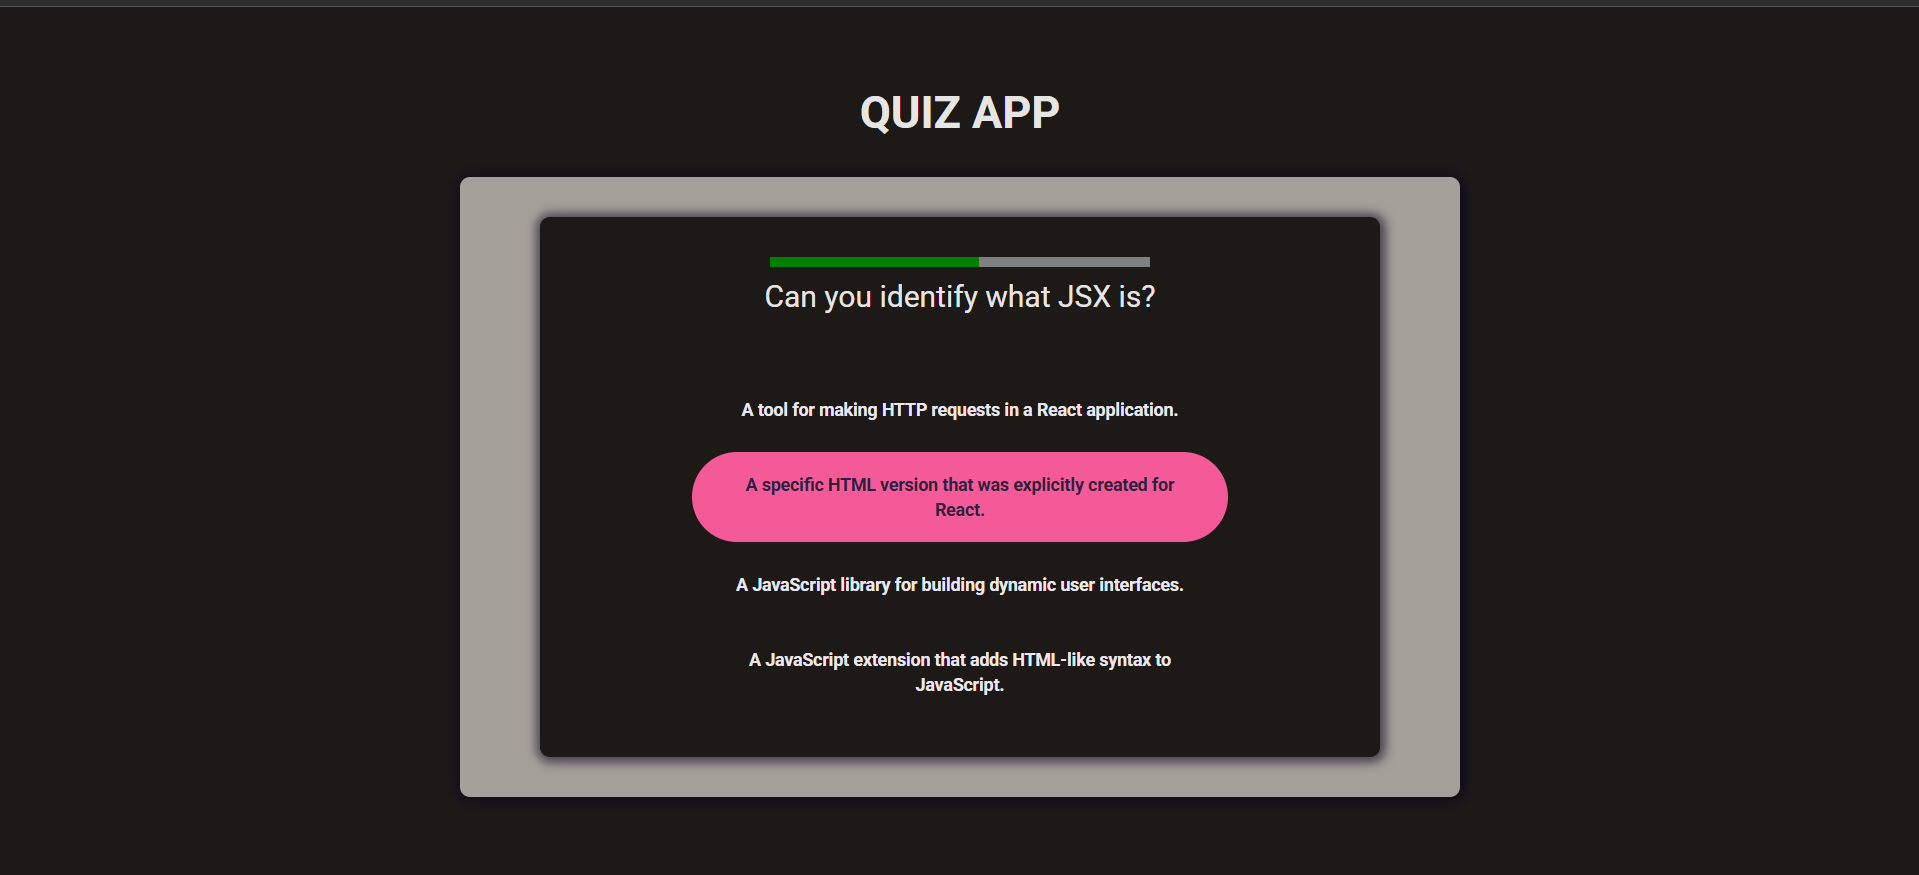 QUIZ APP
Can you identify what JSX is?
A tool for making HTTP requests in a React application.
A specific HTML version that was explicitly created for
React.
A JavaScript library for building dynamic user interfaces.
A JavaScript extension that adds HTML-like syntax to
JavaScript.